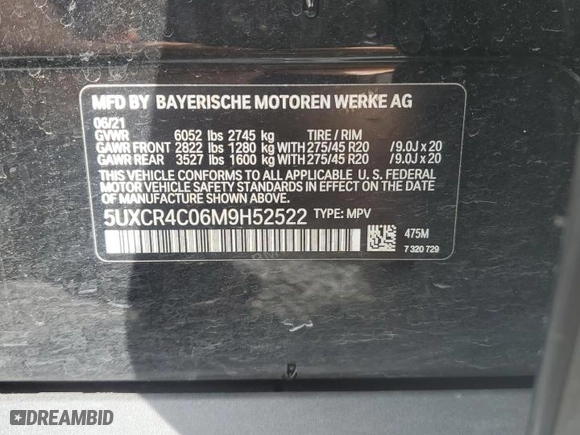 MFD BY BAYERISCHE MOTOREN WERKE AG
06/21
GVWR 6052 lbs 2745 kg TIRE / RIM
GAWR FRONT 2822 lbs 1280 kg WITH 275/45 R20 /9.0J x 20
GAWR REAR 3527 lbs 1600 kg WITH 275/45 R20 /9.0J x 20
THIS VEHICLE CONFORMS TO ALL APPLICABLE U. S. FEDERAL
MOTOR VEHICLE SAFETY STANDARDS IN EFFECT ON THE
DATE OF MANUFACTURE SHOWN ABOVE.
5UXCR4C06M9H52522 TYPE: MPV
475M
7 320 729
DREAMBID